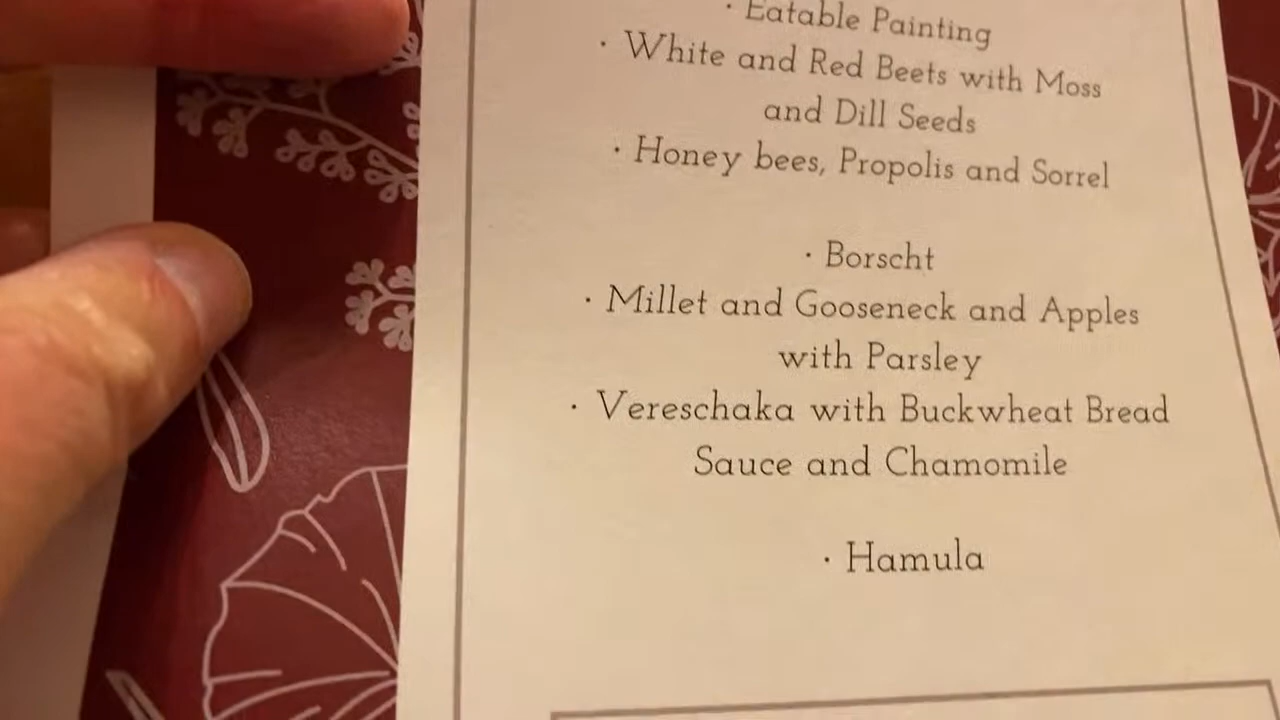 · Eatable Painting
· White and Red Beets with Moss
and Dill Seeds
· Honey bees, Propolis and Sorrel
· Borscht
· Millet and Gooseneck and Apples
with Parsley
· Vereschaka with Buckwheat Bread
Sauce and Chamomile
· Hamula